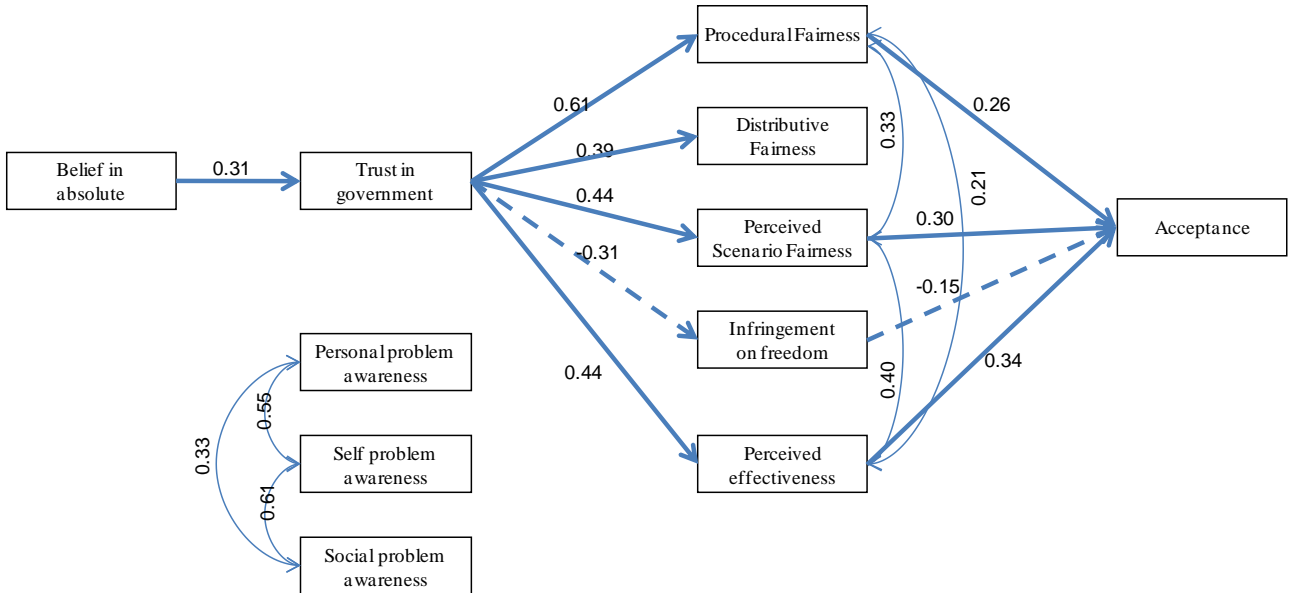 Procedural Fairness
0.61
0.26
Distributive
Fairness
0.33
0.39
Belief in
absolute
0.31
Trust in
government
0.44
0.21
Perceived
Scenario Fairness
0.30
Acceptance
-0.31
-0.15
Infringement
on freedom
Personal problem
awareness
0.44
0.40
0.34
0.55
0.33
Self problem
awareness
Perceived
effectiveness
0.61
Social problem
awareness